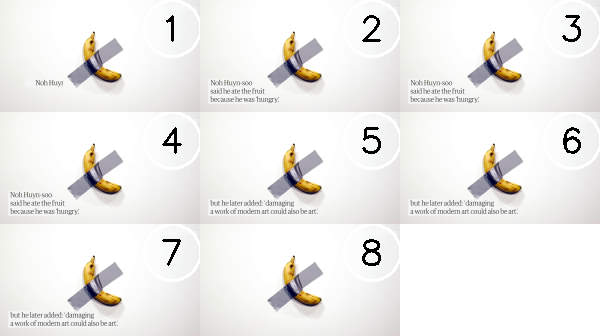 1
2
3
Noh Huyr
Noh Huyn-soo
said he ate the fruit
because he was 'hungry,'
Noh Huyn-soo
said he ate the fruit
because he was 'hungry,'
4
5
6
Noh Huyn-soo
said he ate the fruit
because he was 'hungry,'
but he later added: 'damaging
a work of modern art could also be art'.
but he later added: 'damaging
a work of modern art could also be art'.
7
8
but he later added: 'damaging
a work of modern art could also be art'.